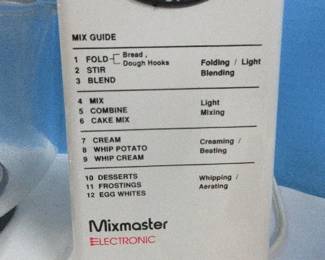 MIX GUIDE
1 FOLD Bread, Folding / Light
2 STIR Dough Hooks Blending
3 BLEND
4 MIX Light
5 COMBINE Mixing
6 CAKE MIX
7 CREAM Creaming /
8 WHIP POTATO Beating
9 WHIP CREAM
10 DESSERTS Whipping /
11 FROSTINGS Aerating
12 EGG WHITES
Mixmaster
ELECTRONIC